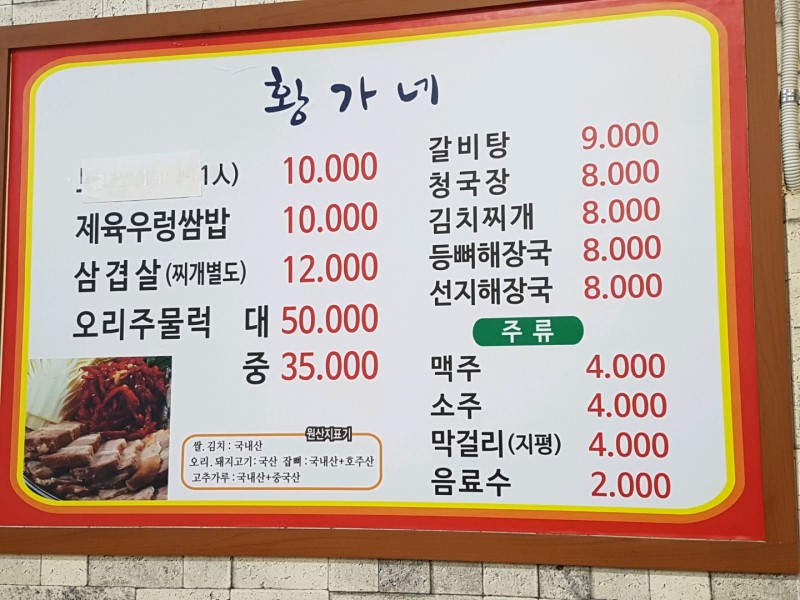 황가네
1人) 10.000
제육우렁쌈밥 10.000
삼겹살(찌개별도) 12.000
오리주물럭 대 50.000
중 35.000
원산지표기
쌀.김치 : 국내산
오리.돼지고기 : 국산 잡뼈 : 국내산+호주산
고추가루 : 국내산+중국산
갈비탕 9.000
청국장 8.000
김치찌개 8.000
등뼈해장국 8.000
선지해장국 8.000
주류
맥주 4.000
소주 4.000
막걸리(지평) 4.000
음료수 2.000